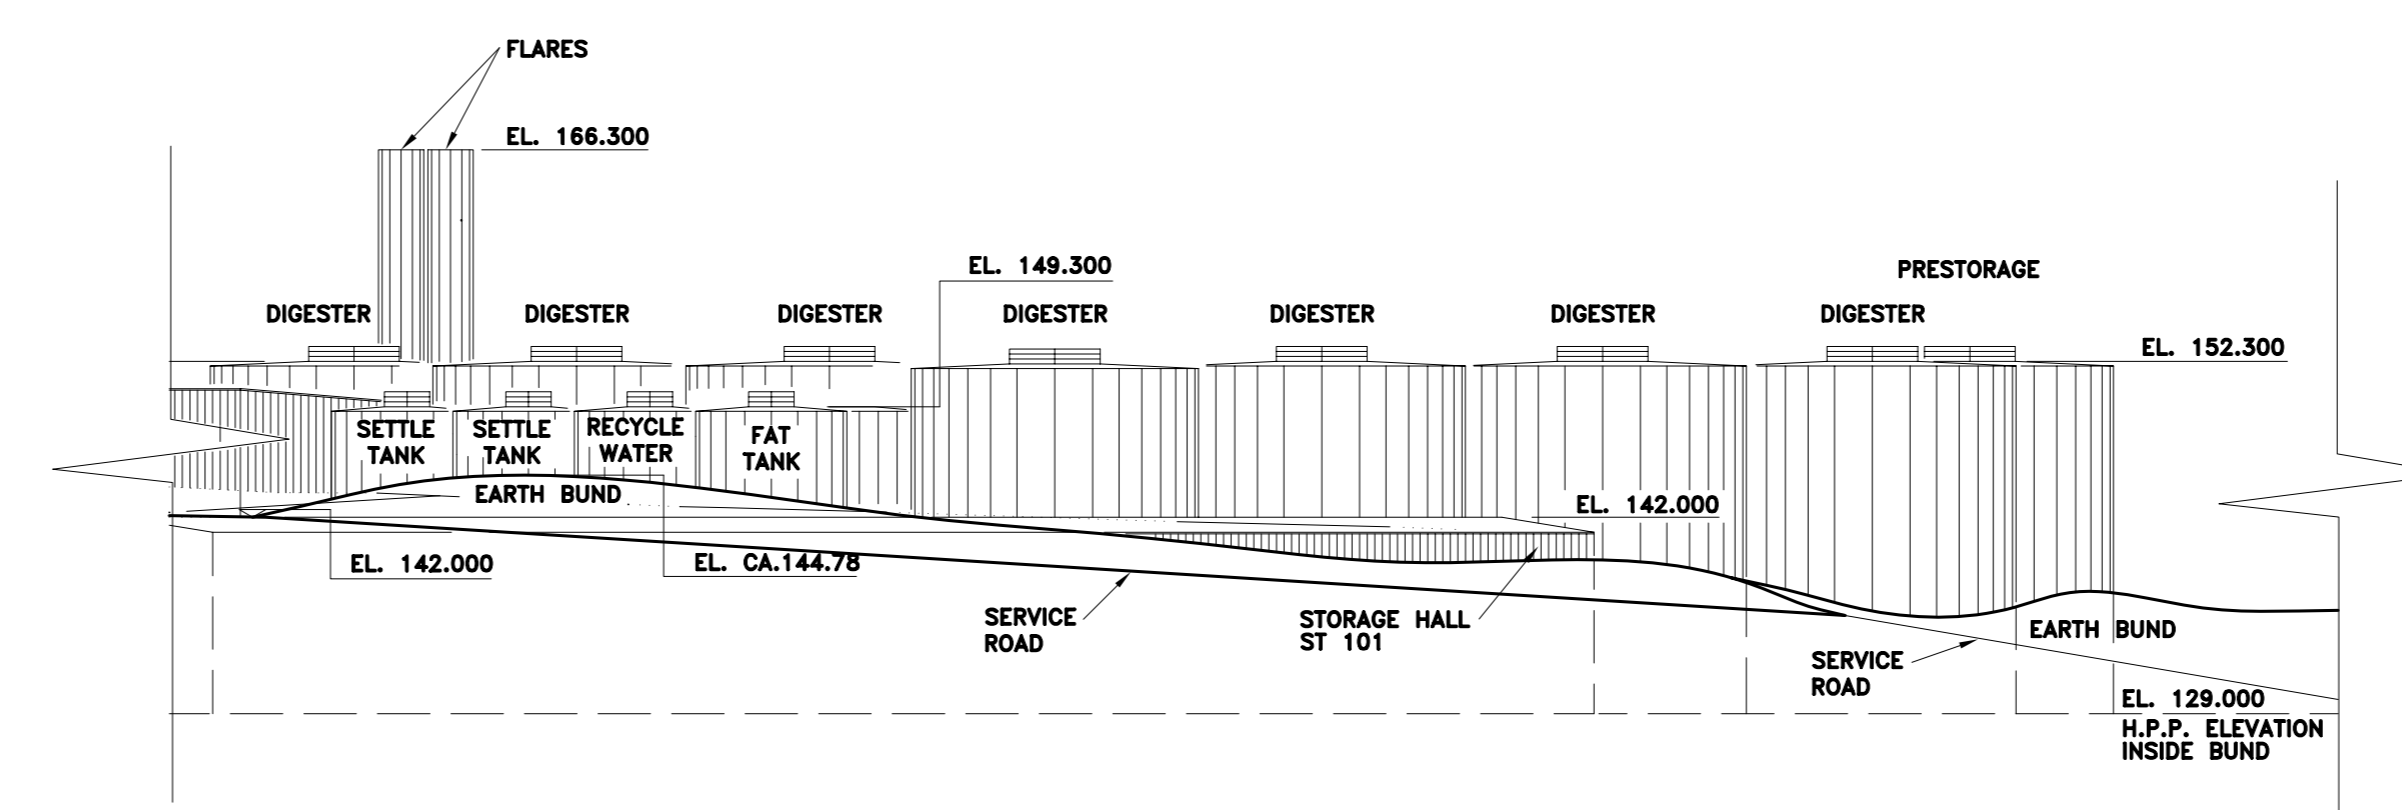 FLARES
EL. 166.300
EL. 149.300
PRESTORAGE
DIGESTER
DIGESTER
DIGESTER
DIGESTER
DIGESTER
DIGESTER
DIGESTER
EL. 152.300
SETTLE
TANK
SETTLE
TANK
RECYCLE
WATER
FAT
TANK
EARTH BUND
EL. 142.000
EL. 142.000
EL. CA.144.78
SERVICE
ROAD
STORAGE HALL
ST 101
EARTH BUND
SERVICE
ROAD
EL. 129.000
H.P.P. ELEVATION
INSIDE BUND